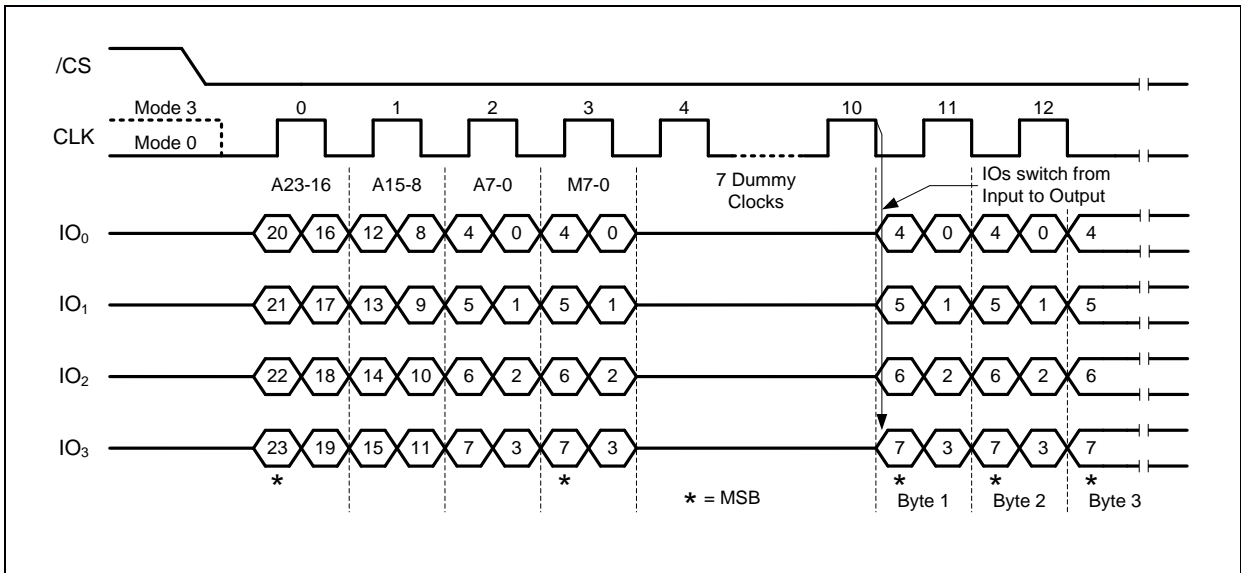 /CS
Mode 3 0 1 2 3 4 10 11 12
CLK
Mode 0
A23-16 A15-8 A7-0 M7-0 7 Dummy
Clocks
IOs switch from
Input to Output
IO₀ 20 16 12 8 4 0 4 0 4 0 4 0 4
IO₁ 21 17 13 9 5 1 5 1 5 1 5 1 5
IO₂ 22 18 14 10 6 2 6 2 6 2 6 2 6
IO₃ 23 19 15 11 7 3 7 3 7 3 7 3 7
* * * * *
* = MSB Byte 1 Byte 2 Byte 3